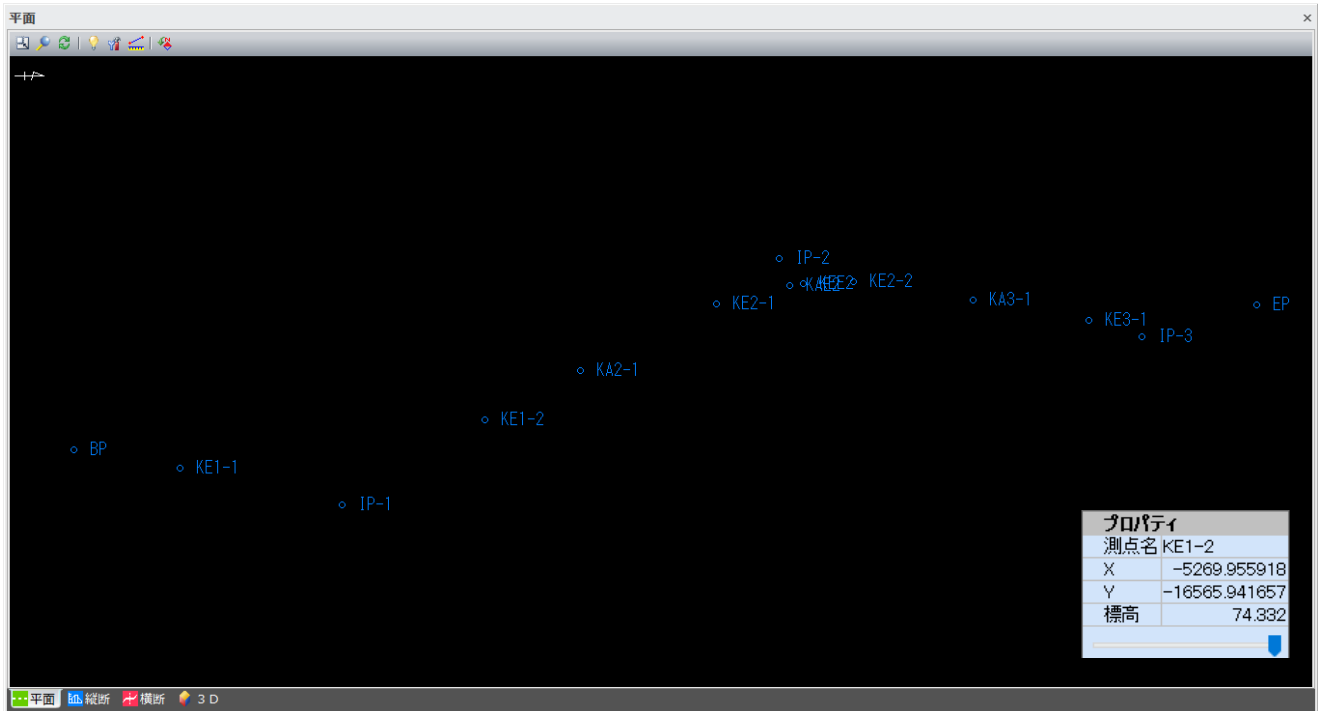 平面
IP-2
KE2-2
KE2-1
KA3-1
EP
KE3-1
IP-3
KA2-1
KE1-2
BP
KE1-1
IP-1
プロパティ
測点名 KE1-2
X -5269.955918
Y -16565.941657
標高 74.332
平面 縦断 横断 3D